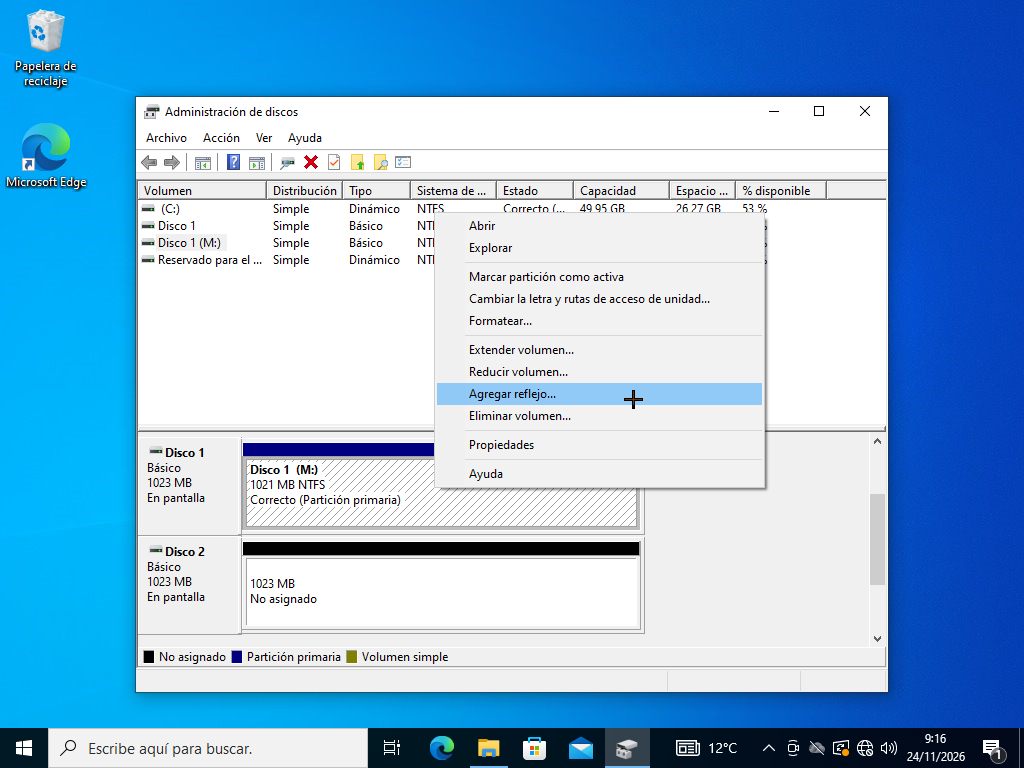 Papelera de
reciclaje
Microsoft Edge
Administración de discos
Archivo Acción Ver Ayuda
Volumen Distribución Tipo Sistema de ... Estado Capacidad Espacio ... % disponible
(C:) Simple Dinámico NTFS Correcto (... 49,95 GB 26,27 GB 53 %
Disco 1 Simple Básico
Disco 1 (M:) Simple Básico
Reservado para el ... Simple Dinámico
Abrir
Explorar
Marcar partición como activa
Cambiar la letra y rutas de acceso de unidad...
Formatear...
Extender volumen...
Reducir volumen...
Agregar reflejo...
Eliminar volumen...
Propiedades
Ayuda
Disco 1
Básico
1023 MB
En pantalla
Disco 1 (M:)
1021 MB NTFS
Correcto (Partición primaria)
Disco 2
Básico
1023 MB
En pantalla
1023 MB
No asignado
No asignado Partición primaria Volumen simple
Escribe aquí para buscar.
12°C
9:16
24/11/2026
1